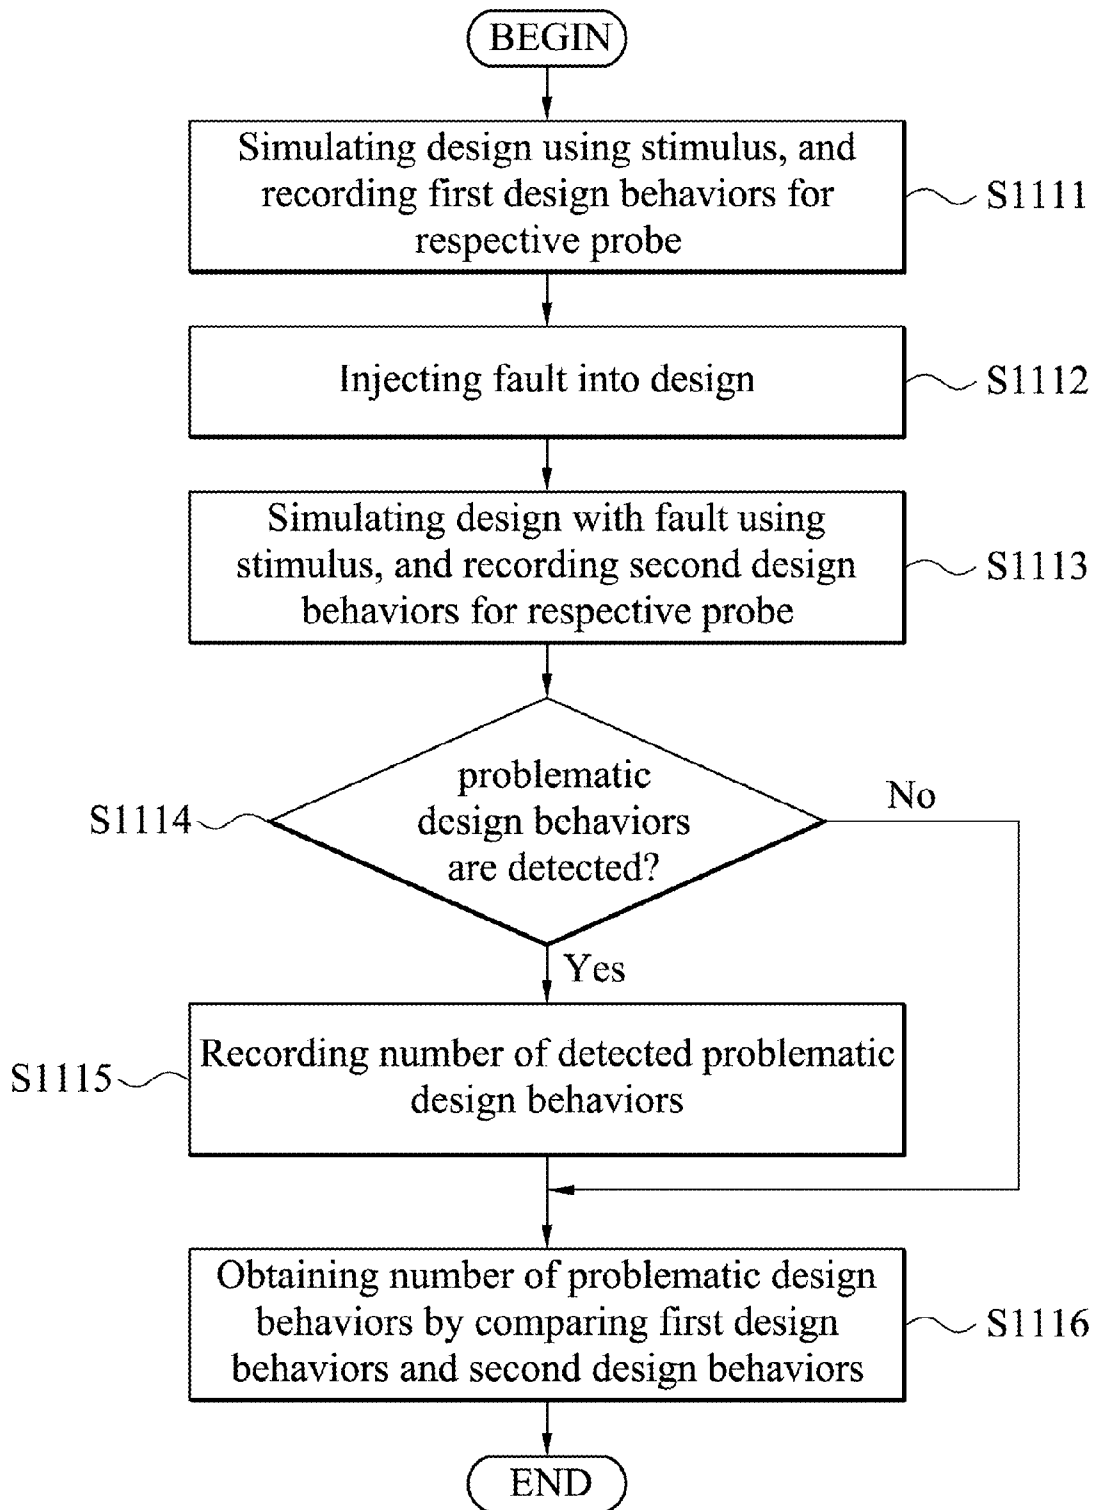 BEGIN
Simulating design using stimulus, and
recording first design behaviors for
respective probe
S1111
Injecting fault into design
S1112
Simulating design with fault using
stimulus, and recording second design
behaviors for respective probe
S1113
problematic
design behaviors
are detected?
S1114
No
Yes
Recording number of detected problematic
design behaviors
S1115
Obtaining number of problematic design
behaviors by comparing first design
behaviors and second design behaviors
S1116
END